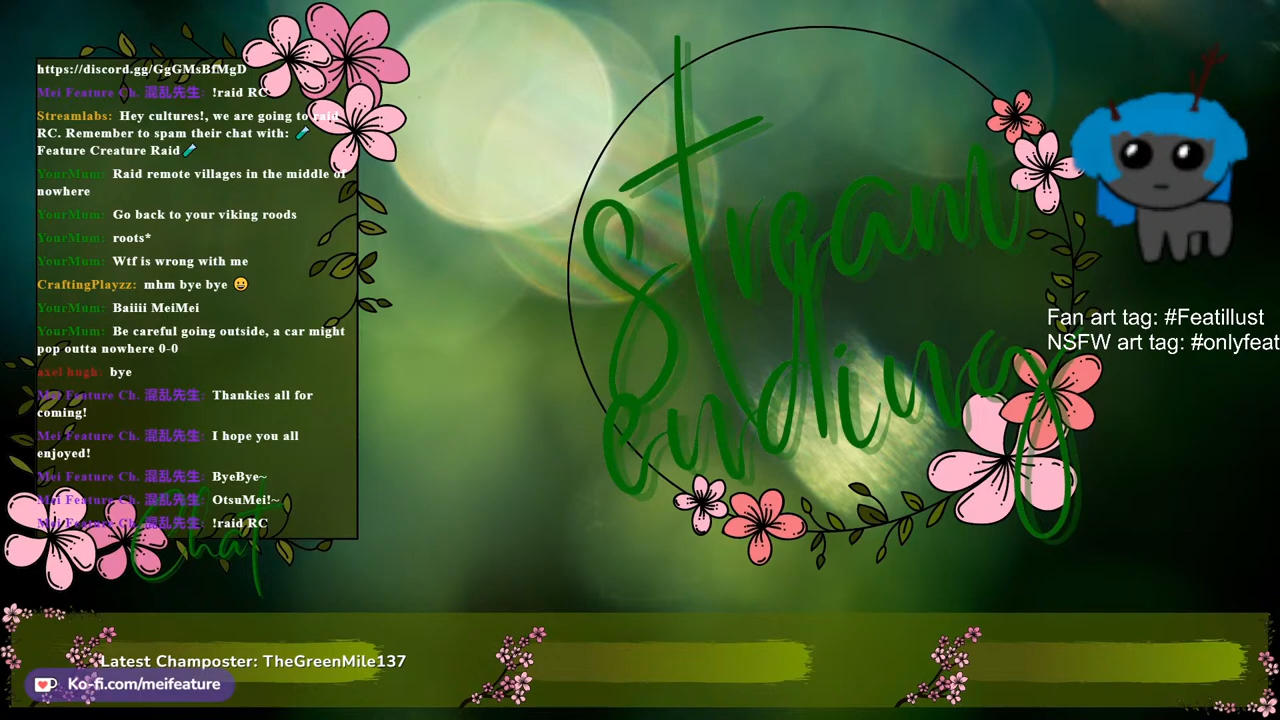 https://discord.gg/GgGMsBfMgD
Mei Feature Ch. 混乱先生: !raid RC
Streamlabs: Hey cultures!, we are going to raid
RC. Remember to spam their chat with: 🧪
Feature Creature Raid🧪
YourMum: Raid remote villages in the middle of
nowhere
YourMum: Go back to your viking roods
YourMum: roots*
YourMum: Wtf is wrong with me
CraftingPlayzz: mhm bye bye 😀
YourMum: Baiiii MeiMei
YourMum: Be careful going outside, a car might
pop outta nowhere 0-0
axel hugh: bye
Mei Feature Ch. 混乱先生: Thankies all for
coming!
Mei Feature Ch. 混乱先生: I hope you all
enjoyed!
Mei Feature Ch. 混乱先生: ByeBye~
Mei Feature Ch. 混乱先生: OtsuMei!~
Mei Feature Ch. 混乱先生: !raid RC
Chat
Stream
ending
Fan art tag: #Featillust
NSFW art tag: #onlyfeat
Latest Champoster: TheGreenMile137
Ko-fi.com/meifeature